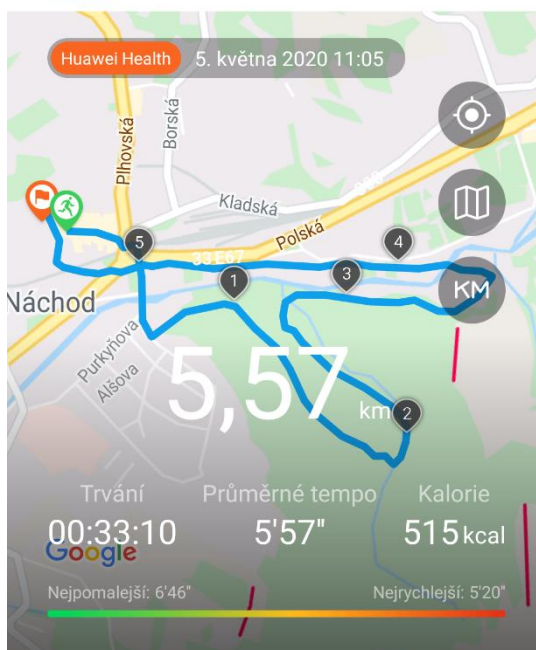 Huawei Health
5. května 2020 11:05
Plhovská
Borská
Kladská
Polská
33 E67
5
4
1
3
KM
Náchod
Purkyňova
Alšova
5,57 km
2
Trvání
Průměrné tempo
Kalorie
00:33:10
5'57"
515 kcal
Google
Nejpomalejší: 6'46"
Nejrychlejší: 5'20"